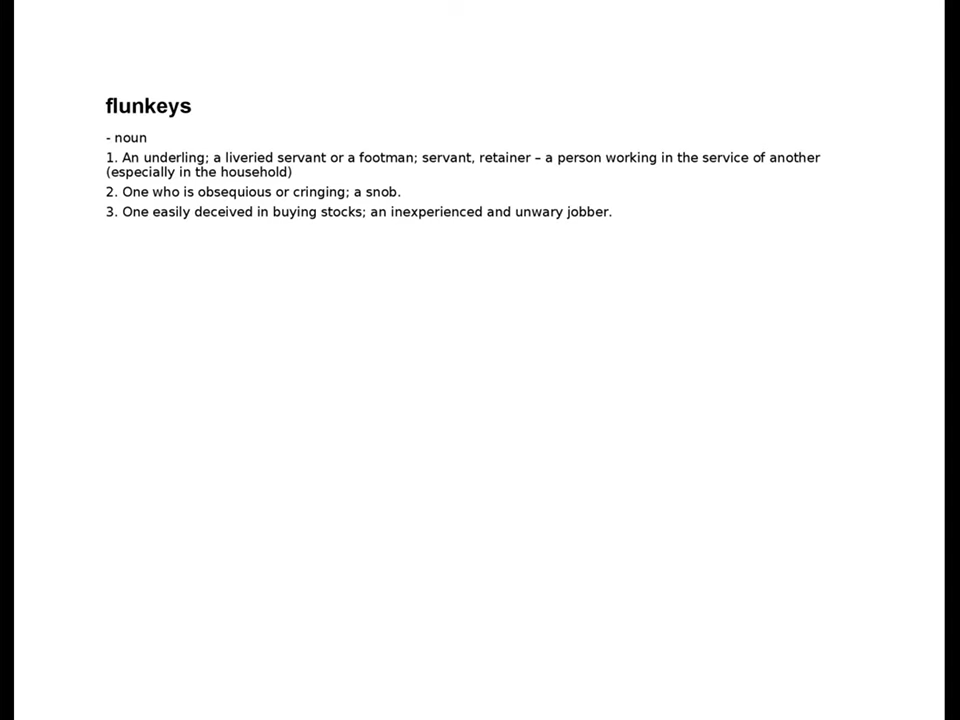 flunkeys
- noun
1. An underling; a liveried servant or a footman; servant, retainer – a person working in the service of another
(especially in the household)
2. One who is obsequious or cringing; a snob.
3. One easily deceived in buying stocks; an inexperienced and unwary jobber.